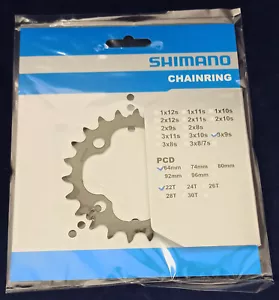 SHIMANO
CHAINRING
1x12s 1x11s 1x10s
2x12s 2x11s 2x10s
2x9s 2x8s
3x11s 3x10s 3x9s
3x8s 3x8/7s
PCD
64mm 74mm 80mm
92mm 96mm
22T 24T 26T
28T 30T